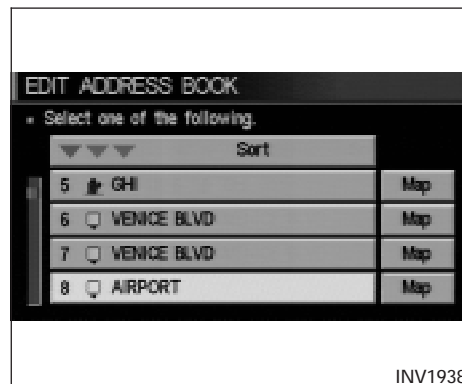 EDIT ADDRESS BOOK
Select one of the following.
Sort
5 GHI Map
6 VENICE BLVD Map
7 VENICE BLVD Map
8 AIRPORT Map
INV1938